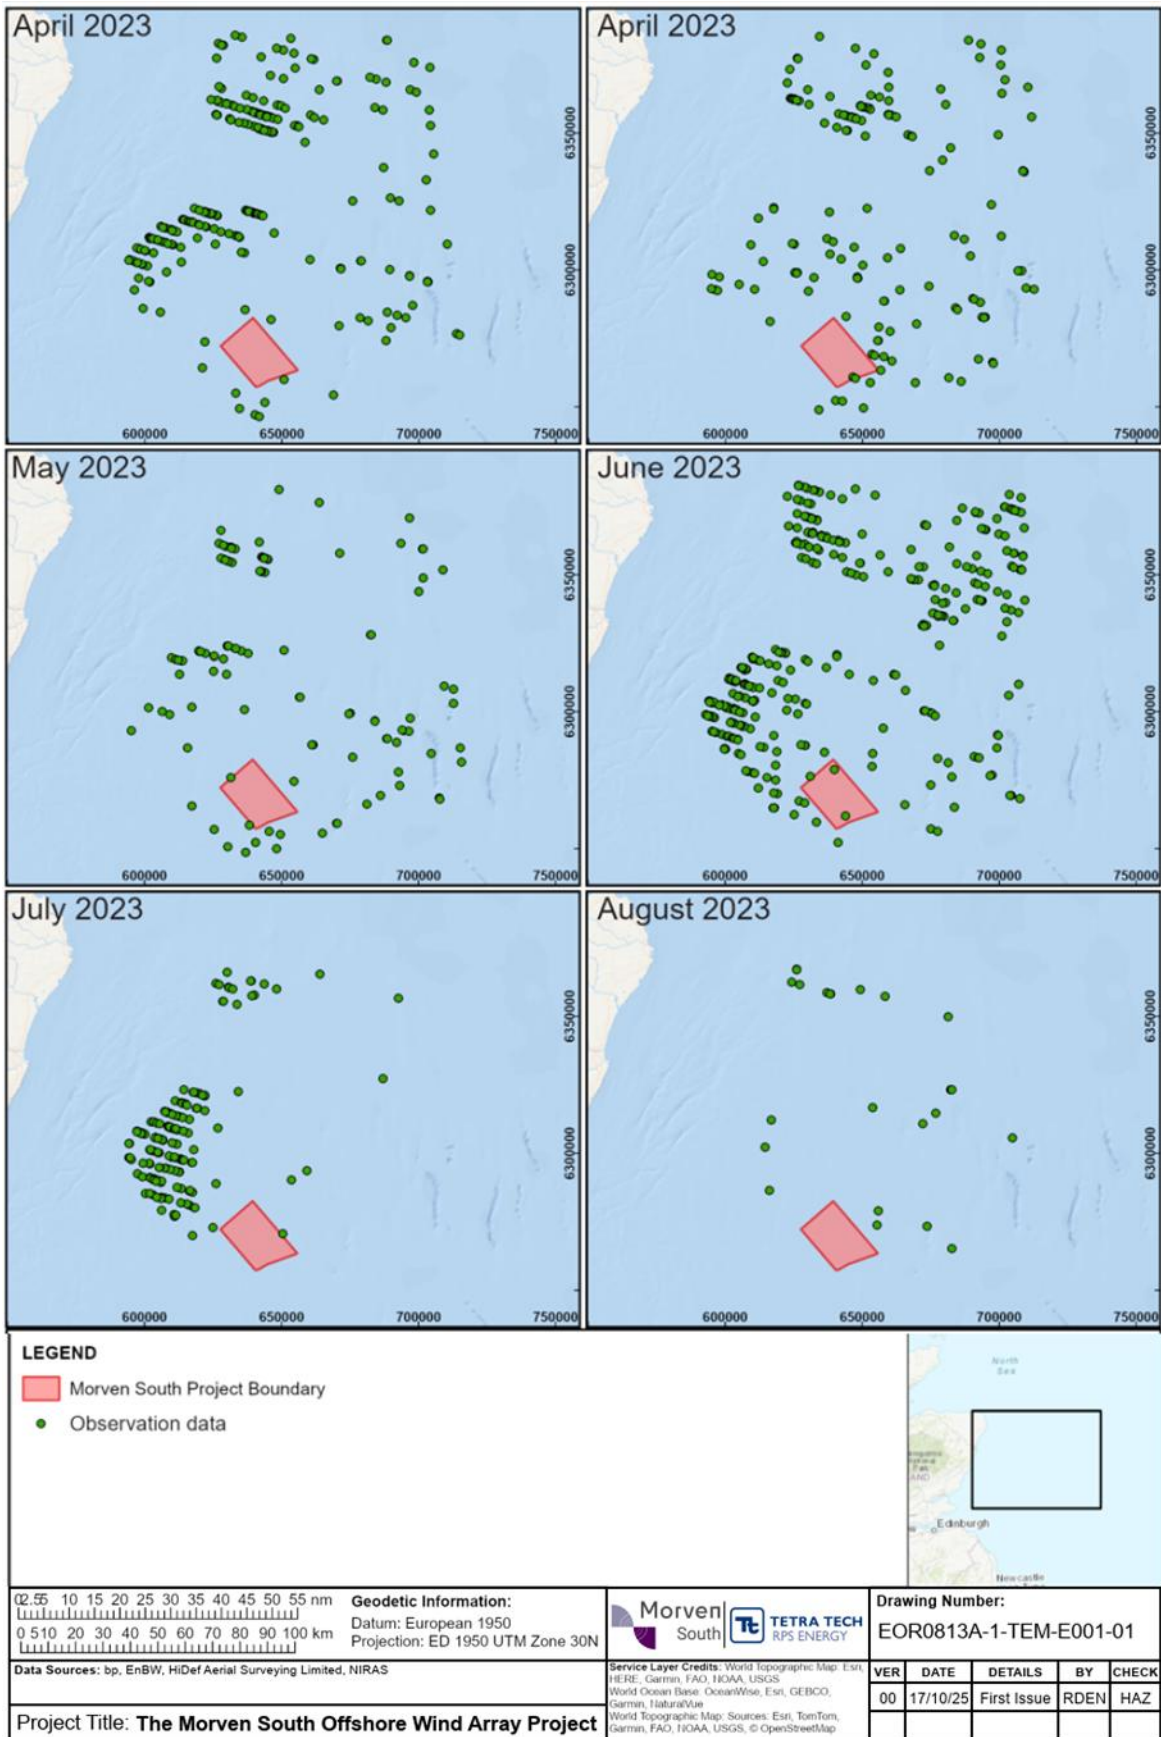 April 2023
6350000
6300000
600000 650000 700000 750000
April 2023
6350000
6300000
600000 650000 700000 750000
May 2023
6350000
6300000
600000 650000 700000 750000
June 2023
6350000
6300000
600000 650000 700000 750000
July 2023
6350000
6300000
600000 650000 700000 750000
August 2023
6350000
6300000
600000 650000 700000 750000
LEGEND
Morven South Project Boundary
Observation data
North
Sea
Edinburgh
Newcastle
0 2.5 5 10 15 20 25 30 35 40 45 50 55 nm
0 5 10 20 30 40 50 60 70 80 90 100 km
Geodetic Information:
Datum: European 1950
Projection: ED 1950 UTM Zone 30N
Morven
South
Tt
TETRA TECH
RPS ENERGY
Drawing Number:
EOR0813A-1-TEM-E001-01
Data Sources: bp, EnBW, HiDef Aerial Surveying Limited, NIRAS
Service Layer Credits: World Topographic Map: Esri,
HERE, Garmin, FAO, NOAA, USGS
World Ocean Base: OceanWise, Esri, GEBCO,
Garmin, NaturalVue
World Topographic Map: Sources: Esri, TomTom,
Garmin, FAO, NOAA, USGS, © OpenStreetMap
VER DATE DETAILS BY CHECK
00 17/10/25 First Issue RDEN HAZ
Project Title: The Morven South Offshore Wind Array Project